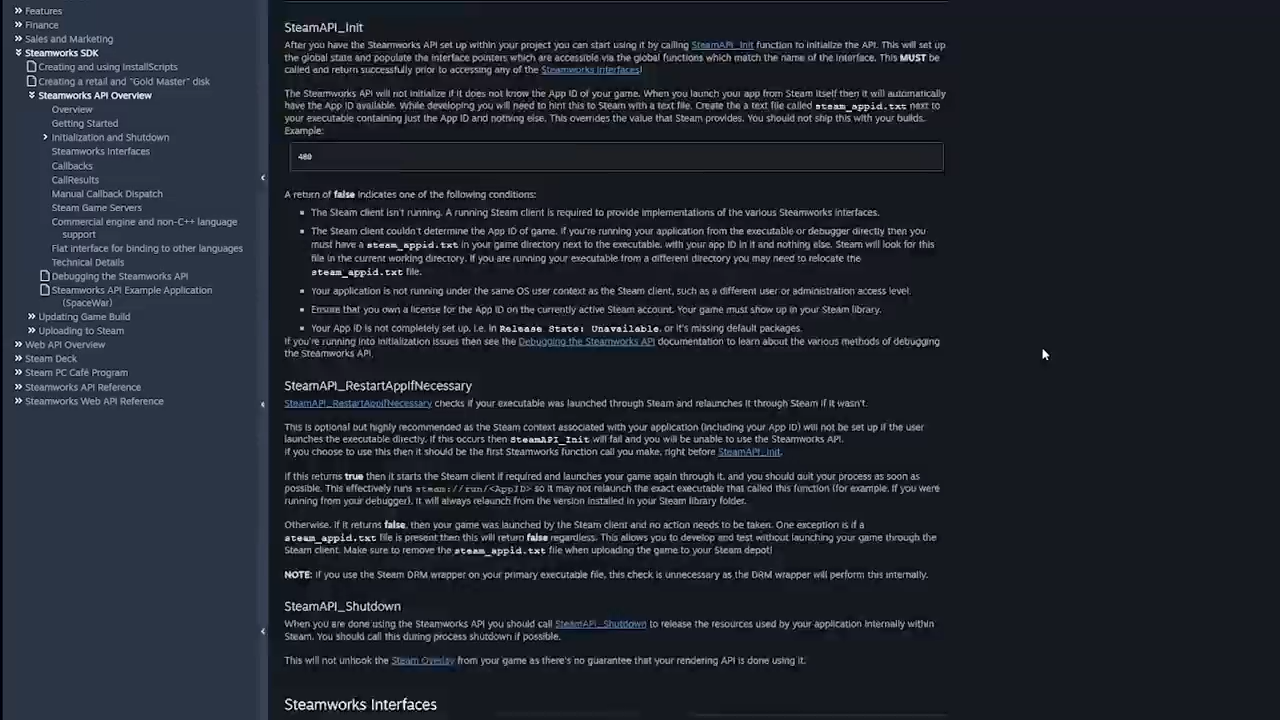 Features
Finance
Sales and Marketing
Steamworks SDK
Creating and using InstallScripts
Creating a retail and "Gold Master" disk
Steamworks API Overview
Overview
Getting Started
Initialization and Shutdown
Steamworks Interfaces
Callbacks
CallResults
Manual Callback Dispatch
Steam Game Servers
Commercial engine and non-C++ language
support
Flat interface for binding to other languages
Technical Details
Debugging the Steamworks API
Steamworks API Example Application
(SpaceWar)
Updating Game Build
Uploading to Steam
Web API Overview
Steam Deck
Steam PC Café Program
Steamworks API Reference
Steamworks Web API Reference
SteamAPI_Init
After you have the Steamworks API set up within your project you can start using it by calling SteamAPI_Init function to initialize the API. This will set up
the global state and populate the interface pointers which are accessible via the global functions which match the name of the interface. This MUST be
called and return successfully prior to accessing any of the Steamworks Interfaces!
The Steamworks API will not initialize if it does not know the App ID of your game. When you launch your app from Steam itself then it will automatically
have the App ID available. While developing you will need to hint this to Steam with a text file. Create the a text file called steam_appid.txt next to
your executable containing just the App ID and nothing else. This overrides the value that Steam provides. You should not ship this with your builds.
Example:
480
A return of false indicates one of the following conditions:
The Steam client isn't running. A running Steam client is required to provide implementations of the various Steamworks interfaces.
The Steam client couldn't determine the App ID of game. If you're running your application from the executable or debugger directly then you
must have a steam_appid.txt in your game directory next to the executable, with your app ID in it and nothing else. Steam will look for this
file in the current working directory. If you are running your executable from a different directory you may need to relocate the
steam_appid.txt file.
Your application is not running under the same OS user context as the Steam client, such as a different user or administration access level.
Ensure that you own a license for the App ID on the currently active Steam account. Your game must show up in your Steam library.
Your App ID is not completely set up, i.e. in Release State: Unavailable, or it's missing default packages.
If you're running into initialization issues then see the Debugging the Steamworks API documentation to learn about the various methods of debugging
the Steamworks API.
SteamAPI_RestartAppIfNecessary
SteamAPI_RestartAppIfNecessary checks if your executable was launched through Steam and relaunches it through Steam if it wasn't.
This is optional but highly recommended as the Steam context associated with your application (including your App ID) will not be set up if the user
launches the executable directly. If this occurs then SteamAPI_Init will fail and you will be unable to use the Steamworks API.
If you choose to use this then it should be the first Steamworks function call you make, right before SteamAPI_Init.
If this returns true then it starts the Steam client if required and launches your game again through it, and you should quit your process as soon as
possible. This effectively runs steam://run/<AppID> so it may not relaunch the exact executable that called this function (for example, if you were
running from your debugger). It will always relaunch from the version installed in your Steam library folder.
Otherwise, if it returns false, then your game was launched by the Steam client and no action needs to be taken. One exception is if a
steam_appid.txt file is present then this will return false regardless. This allows you to develop and test without launching your game through the
Steam client. Make sure to remove the steam_appid.txt file when uploading the game to your Steam depot!
NOTE: If you use the Steam DRM wrapper on your primary executable file, this check is unnecessary as the DRM wrapper will perform this internally.
SteamAPI_Shutdown
When you are done using the Steamworks API you should call SteamAPI_Shutdown to release the resources used by your application internally within
Steam. You should call this during process shutdown if possible.
This will not unhook the Steam Overlay from your game as there's no guarantee that your rendering API is done using it.
Steamworks Interfaces